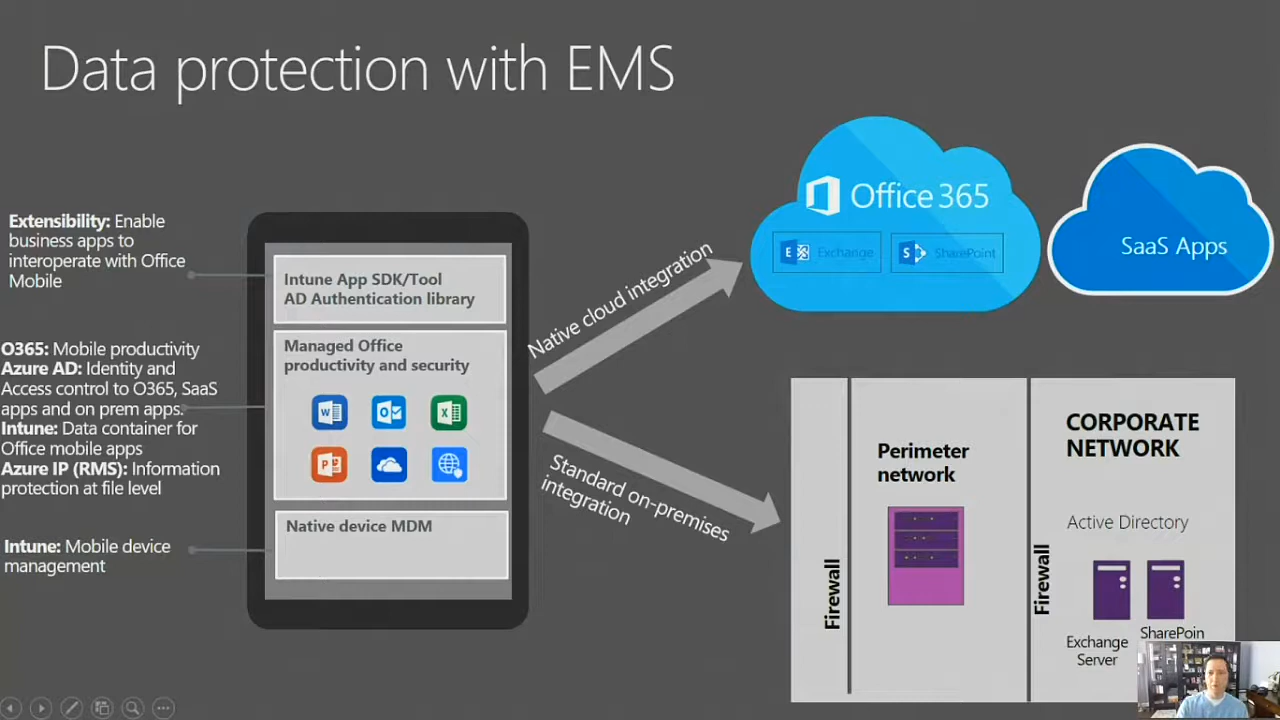 Data protection with EMS
Extensibility: Enable
business apps to
interoperate with Office
Mobile
O365: Mobile productivity
Azure AD: Identity and
Access control to O365, SaaS
apps and on prem apps.
Intune: Data container for
Office mobile apps
Azure IP (RMS): Information
protection at file level
Intune: Mobile device
management
Intune App SDK/Tool
AD Authentication library
Managed Office
productivity and security
Native device MDM
Native cloud integration
Standard on-premises
integration
Office 365
Exchange
SharePoint
SaaS Apps
Firewall
Perimeter
network
Firewall
CORPORATE
NETWORK
Active Directory
Exchange
Server
SharePoin